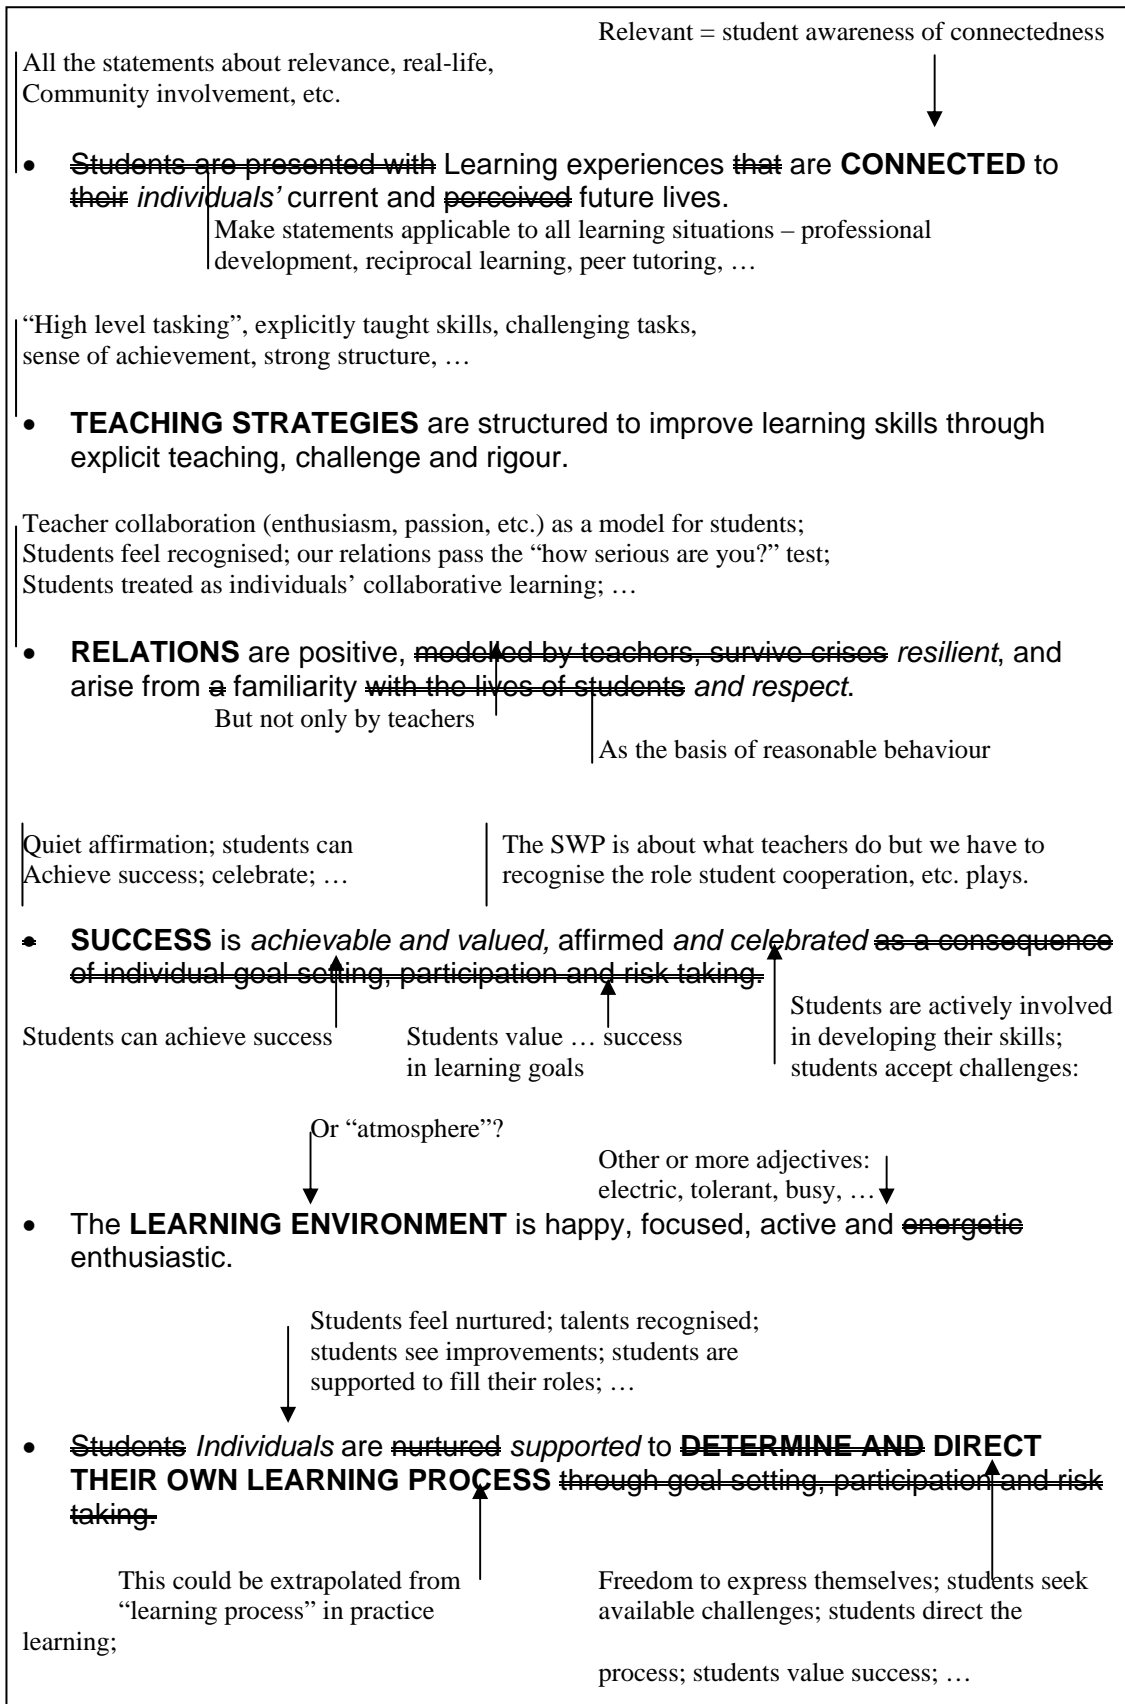 Relevant = student awareness of connectedness
All the statements about relevance, real-life,
Community involvement, etc.
• Students are presented with Learning experiences that are CONNECTED to
their individuals’ current and perceived future lives.
Make statements applicable to all learning situations – professional
development, reciprocal learning, peer tutoring, …
“High level tasking”, explicitly taught skills, challenging tasks,
sense of achievement, strong structure, …
• TEACHING STRATEGIES are structured to improve learning skills through
explicit teaching, challenge and rigour.
Teacher collaboration (enthusiasm, passion, etc.) as a model for students;
Students feel recognised; our relations pass the “how serious are you?” test;
Students treated as individuals’ collaborative learning; …
• RELATIONS are positive, modelled by teachers, survive crises resilient, and
arise from a familiarity with the lives of students and respect.
But not only by teachers
As the basis of reasonable behaviour
Quiet affirmation; students can
Achieve success; celebrate; …
The SWP is about what teachers do but we have to
recognise the role student cooperation, etc. plays.
• SUCCESS is achievable and valued, affirmed and celebrated as a consequence
of individual goal setting, participation and risk taking.
Students can achieve success
Students value … success
in learning goals
Students are actively involved
in developing their skills;
students accept challenges:
Or “atmosphere”?
Other or more adjectives:
electric, tolerant, busy, …
• The LEARNING ENVIRONMENT is happy, focused, active and energetic
enthusiastic.
Students feel nurtured; talents recognised;
students see improvements; students are
supported to fill their roles; …
• Students Individuals are nurtured supported to DETERMINE AND DIRECT
THEIR OWN LEARNING PROCESS through goal setting, participation and risk
taking.
This could be extrapolated from
“learning process” in practice
learning;
Freedom to express themselves; students seek
available challenges; students direct the
process; students value success; …